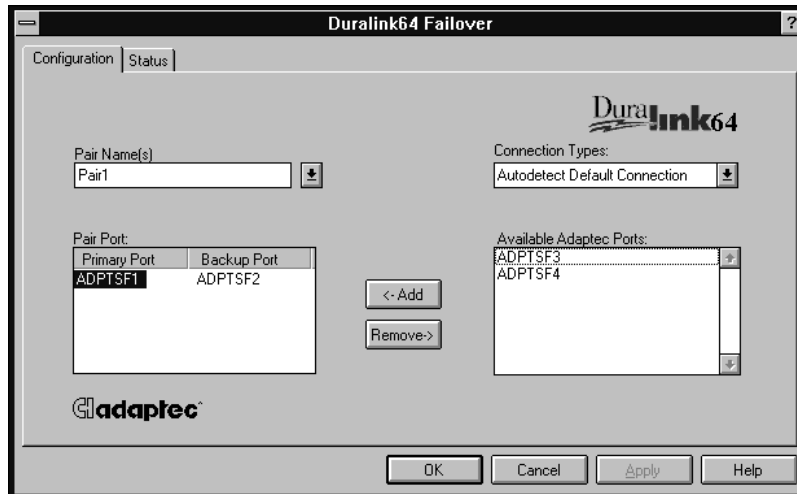 Duralink64 Failover
?
Configuration
Status
Duralink64
Pair Name(s)
Pair1
Connection Types:
Autodetect Default Connection
Pair Port:
Primary Port Backup Port
ADPTSF1 ADPTSF2
<- Add
Remove->
Available Adaptec Ports:
ADPTSF3
ADPTSF4
adaptec
OK
Cancel
Apply
Help